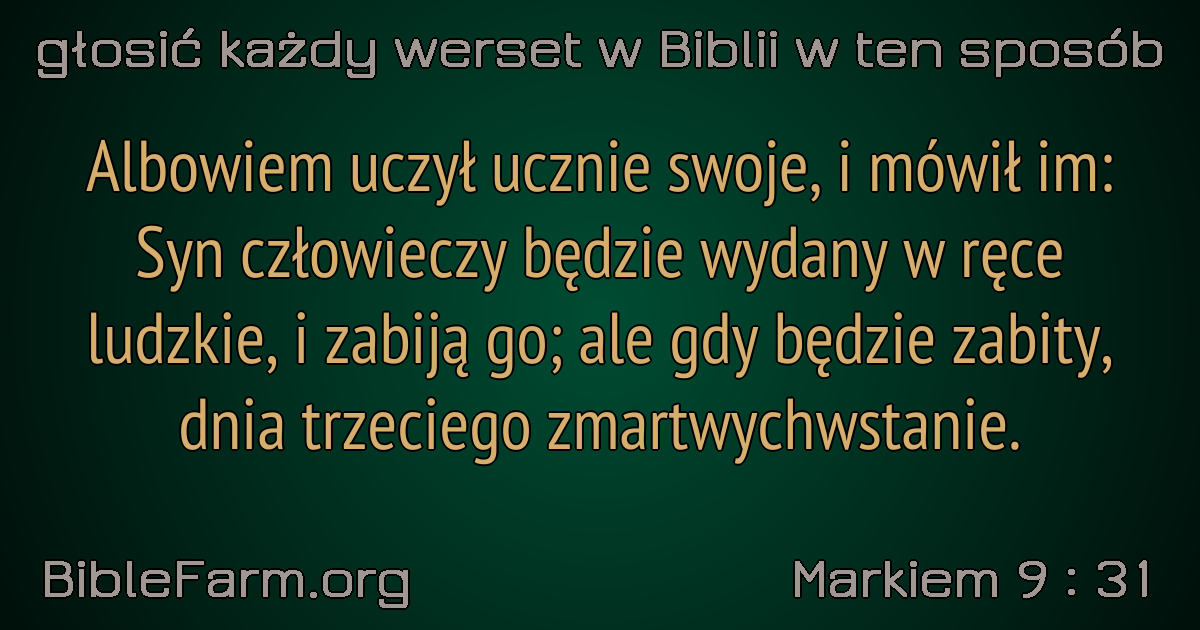 głosić każdy werset w Biblii w ten sposób
Albowiem uczył ucznie swoje, i mówił im:
Syn człowieczy będzie wydany w ręce
ludzkie, i zabiją go; ale gdy będzie zabity,
dnia trzeciego zmartwychwstanie.
BibleFarm.org
Markiem 9 : 31